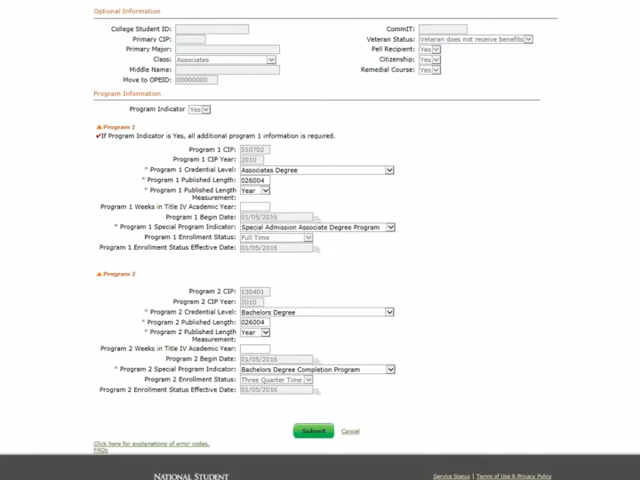 Optional Information
College Student ID:
CommIT:
Primary CIP:
Veteran Status: Veteran does not receive benefits
Primary Major:
Pell Recipient: Yes
Class: Associates
Citizenship: Yes
Middle Name:
Remedial Course: Yes
Move to OPEID: 00000000
Program Information
Program Indicator Yes
Program 1
If Program Indicator is Yes, all additional program 1 information is required.
Program 1 CIP: 510702
Program 1 CIP Year: 2010
* Program 1 Credential Level: Associates Degree
* Program 1 Published Length: 026004
* Program 1 Published Length Measurement: Year
Program 1 Weeks in Title IV Academic Year:
Program 1 Begin Date: 01/05/2016
* Program 1 Special Program Indicator: Special Admission Associate Degree Program
Program 1 Enrollment Status: Full Time
Program 1 Enrollment Status Effective Date: 01/05/2016
Program 2
Program 2 CIP: 130401
Program 2 CIP Year: 2010
* Program 2 Credential Level: Bachelors Degree
* Program 2 Published Length: 026004
* Program 2 Published Length Measurement: Year
Program 2 Weeks in Title IV Academic Year:
Program 2 Begin Date: 01/05/2016
* Program 2 Special Program Indicator: Bachelors Degree Completion Program
Program 2 Enrollment Status: Three Quarter Time
Program 2 Enrollment Status Effective Date: 01/05/2016
Submit Cancel
Click here for explanations of error codes.
FAQs
NATIONAL STUDENT
Service Status | Terms of Use & Privacy Policy